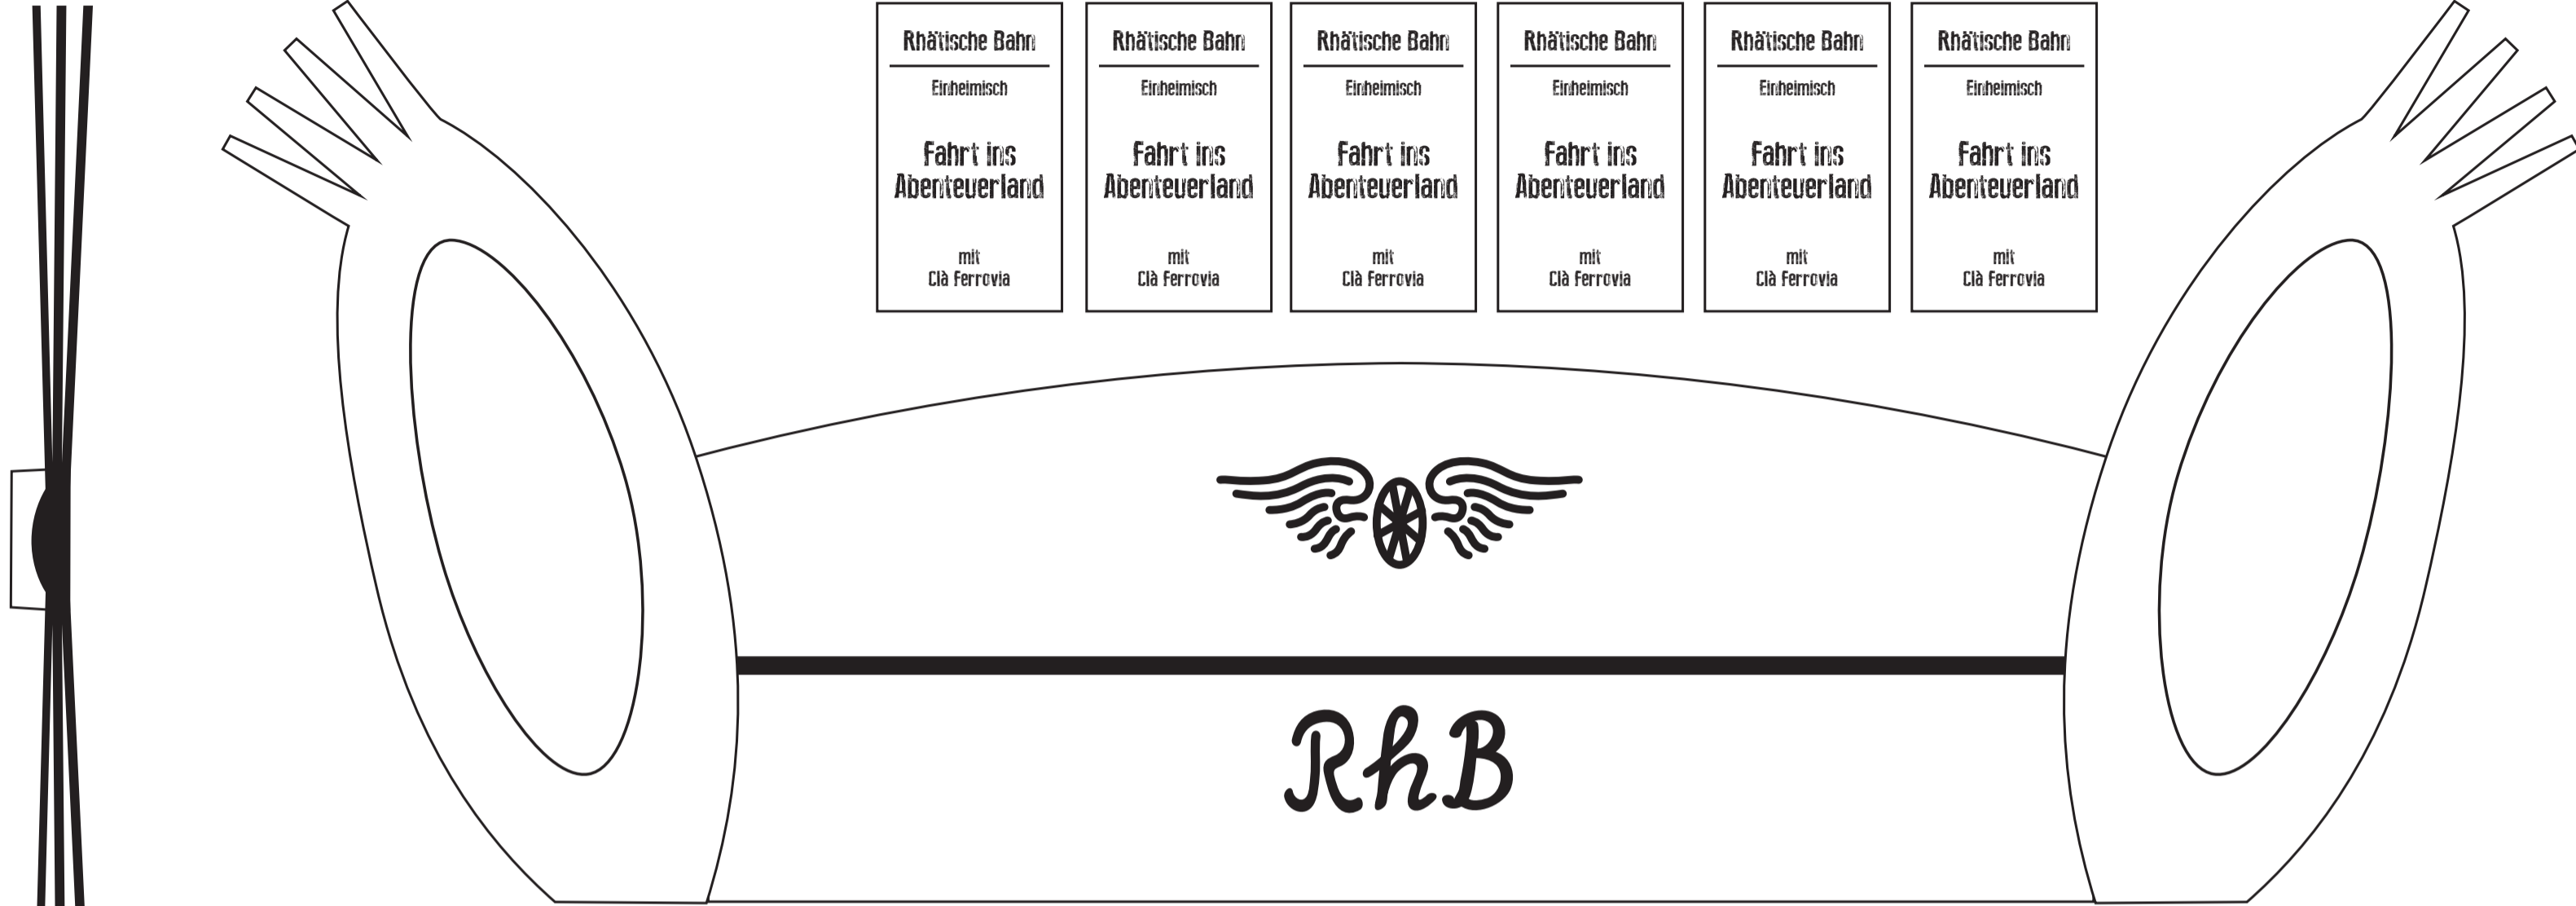 Rhätische Bahn
Einheimisch
Fahrt ins
Abenteuerland
mit
Clà Ferrovia
Rhätische Bahn
Einheimisch
Fahrt ins
Abenteuerland
mit
Clà Ferrovia
Rhätische Bahn
Einheimisch
Fahrt ins
Abenteuerland
mit
Clà Ferrovia
Rhätische Bahn
Einheimisch
Fahrt ins
Abenteuerland
mit
Clà Ferrovia
Rhätische Bahn
Einheimisch
Fahrt ins
Abenteuerland
mit
Clà Ferrovia
Rhätische Bahn
Einheimisch
Fahrt ins
Abenteuerland
mit
Clà Ferrovia
RhB